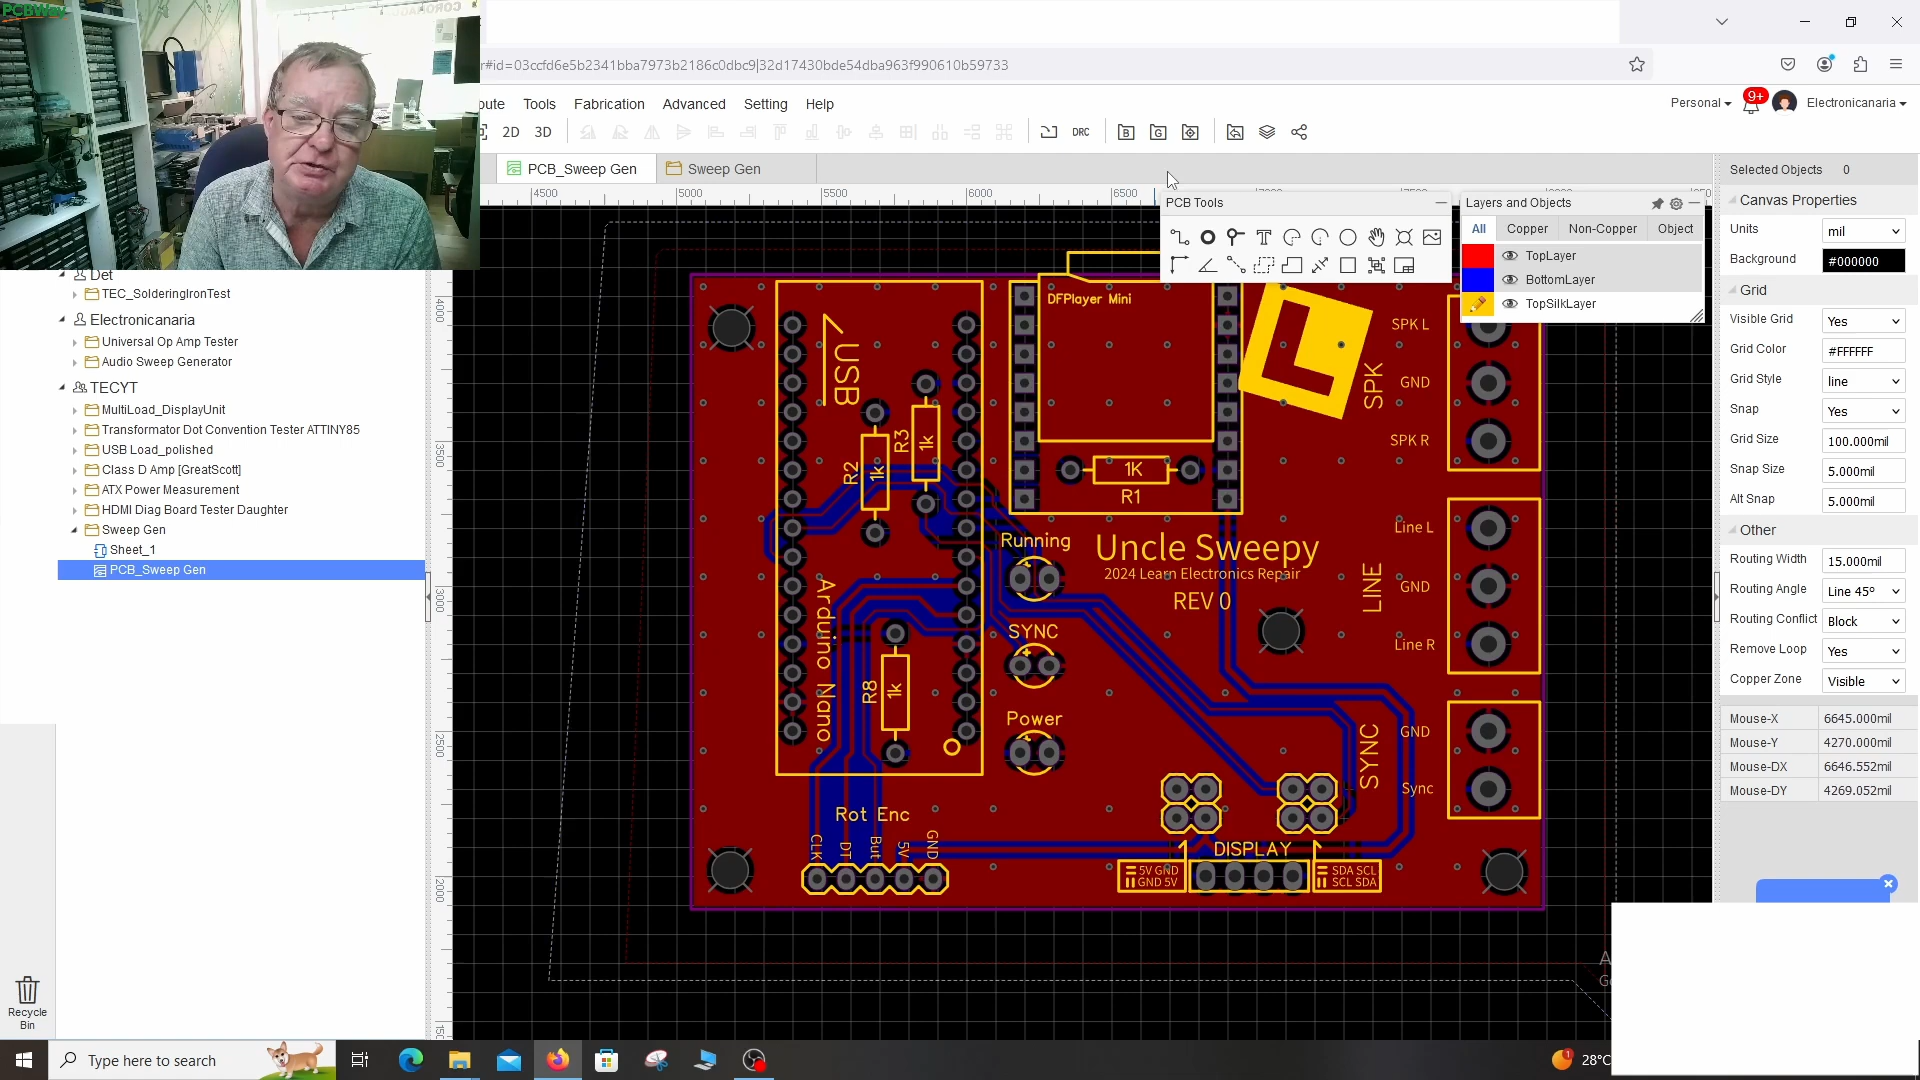 PCBWay
r#id=03ccfd6e5b2341bba7973b2186c0dbc9|32d17430bde54dba963f990610b59733
oute Tools Fabrication Advanced Setting Help
Personal 9+ Electronicanaria
2D 3D DRC B G
PCB_Sweep Gen Sweep Gen
4500 5000 5500 6000 6500
PCB Tools
Layers and Objects
All Copper Non-Copper Object
TopLayer
BottomLayer
TopSilkLayer
Det
TEC_SolderingIronTest
Electronicanaria
Universal Op Amp Tester
Audio Sweep Generator
TECYT
MultiLoad_DisplayUnit
Transformator Dot Convention Tester ATTINY85
USB Load_polished
Class D Amp [GreatScott]
ATX Power Measurement
HDMI Diag Board Tester Daughter
Sweep Gen
Sheet_1
PCB_Sweep Gen
Recycle
Bin
4000
3500
3000
2500
2000
USB
R3
1k
R2
1k
Arduino Nano
R8
1k
DFPlayer Mini
1K
R1
Running
SYNC
Power
Uncle Sweepy
2024 Learn Electronics Repair
REV 0
SPK
SPK L
GND
SPK R
LINE
Line L
GND
Line R
SYNC
GND
Sync
Rot Enc
CLK
DT
But
5V
GND
DISPLAY
5V GND
GND 5V
SDA SCL
SCL SDA
Selected Objects 0
Canvas Properties
Units mil
Background #000000
Grid
Visible Grid Yes
Grid Color #FFFFFF
Grid Style line
Snap Yes
Grid Size 100.000mil
Snap Size 5.000mil
Alt Snap 5.000mil
Other
Routing Width 15.000mil
Routing Angle Line 45°
Routing Conflict Block
Remove Loop Yes
Copper Zone Visible
Mouse-X 6645.000mil
Mouse-Y 4270.000mil
Mouse-DX 6646.552mil
Mouse-DY 4269.052mil
Type here to search
1
28°C